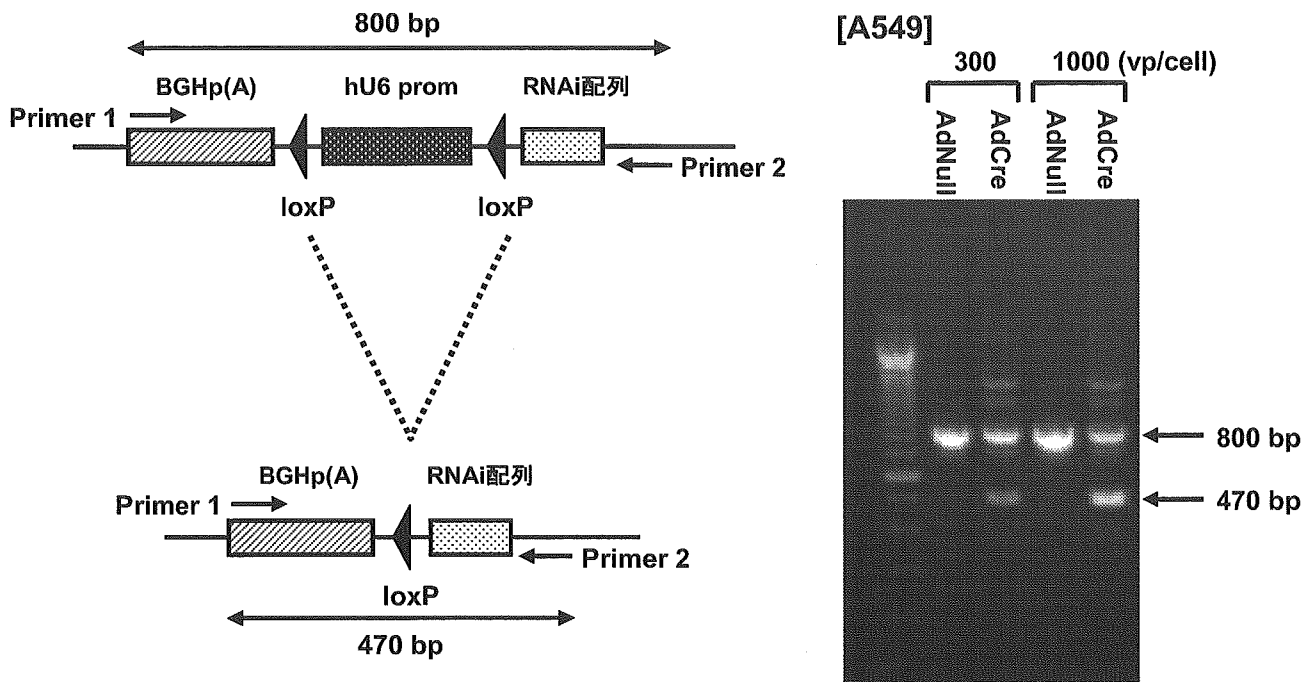 800 bp
BGHp(A) hU6 prom RNAi配列
Primer 1
Primer 2
loxP loxP
BGHp(A) RNAi配列
Primer 1
Primer 2
loxP
470 bp
[A549]
300 1000 (vp/cell)
AdNull AdCre AdNull AdCre
800 bp
470 bp